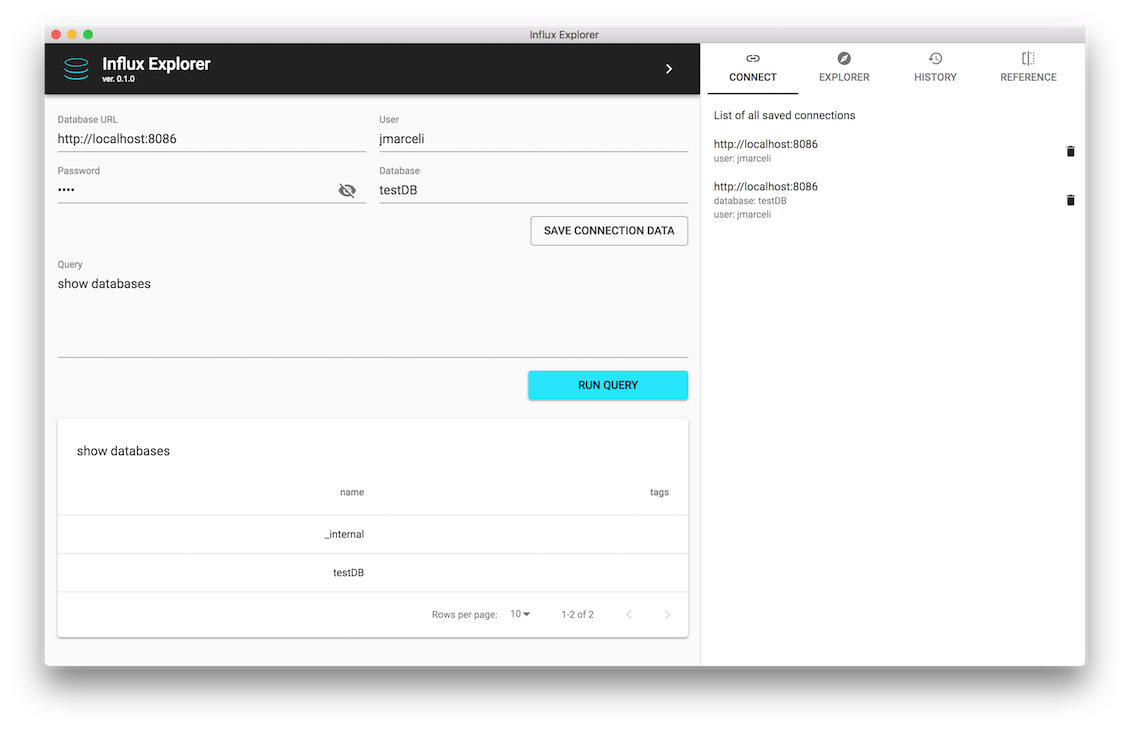 Influx Explorer
Influx Explorer
ver. 0.1.0
Database URL
http://localhost:8086
User
jmarceli
Password
••••
Database
testDB
SAVE CONNECTION DATA
Query
show databases
RUN QUERY
show databases
name tags
_internal
testDB
Rows per page: 10 1-2 of 2
CONNECT EXPLORER HISTORY REFERENCE
List of all saved connections
http://localhost:8086
user: jmarceli
http://localhost:8086
database: testDB
user: jmarceli